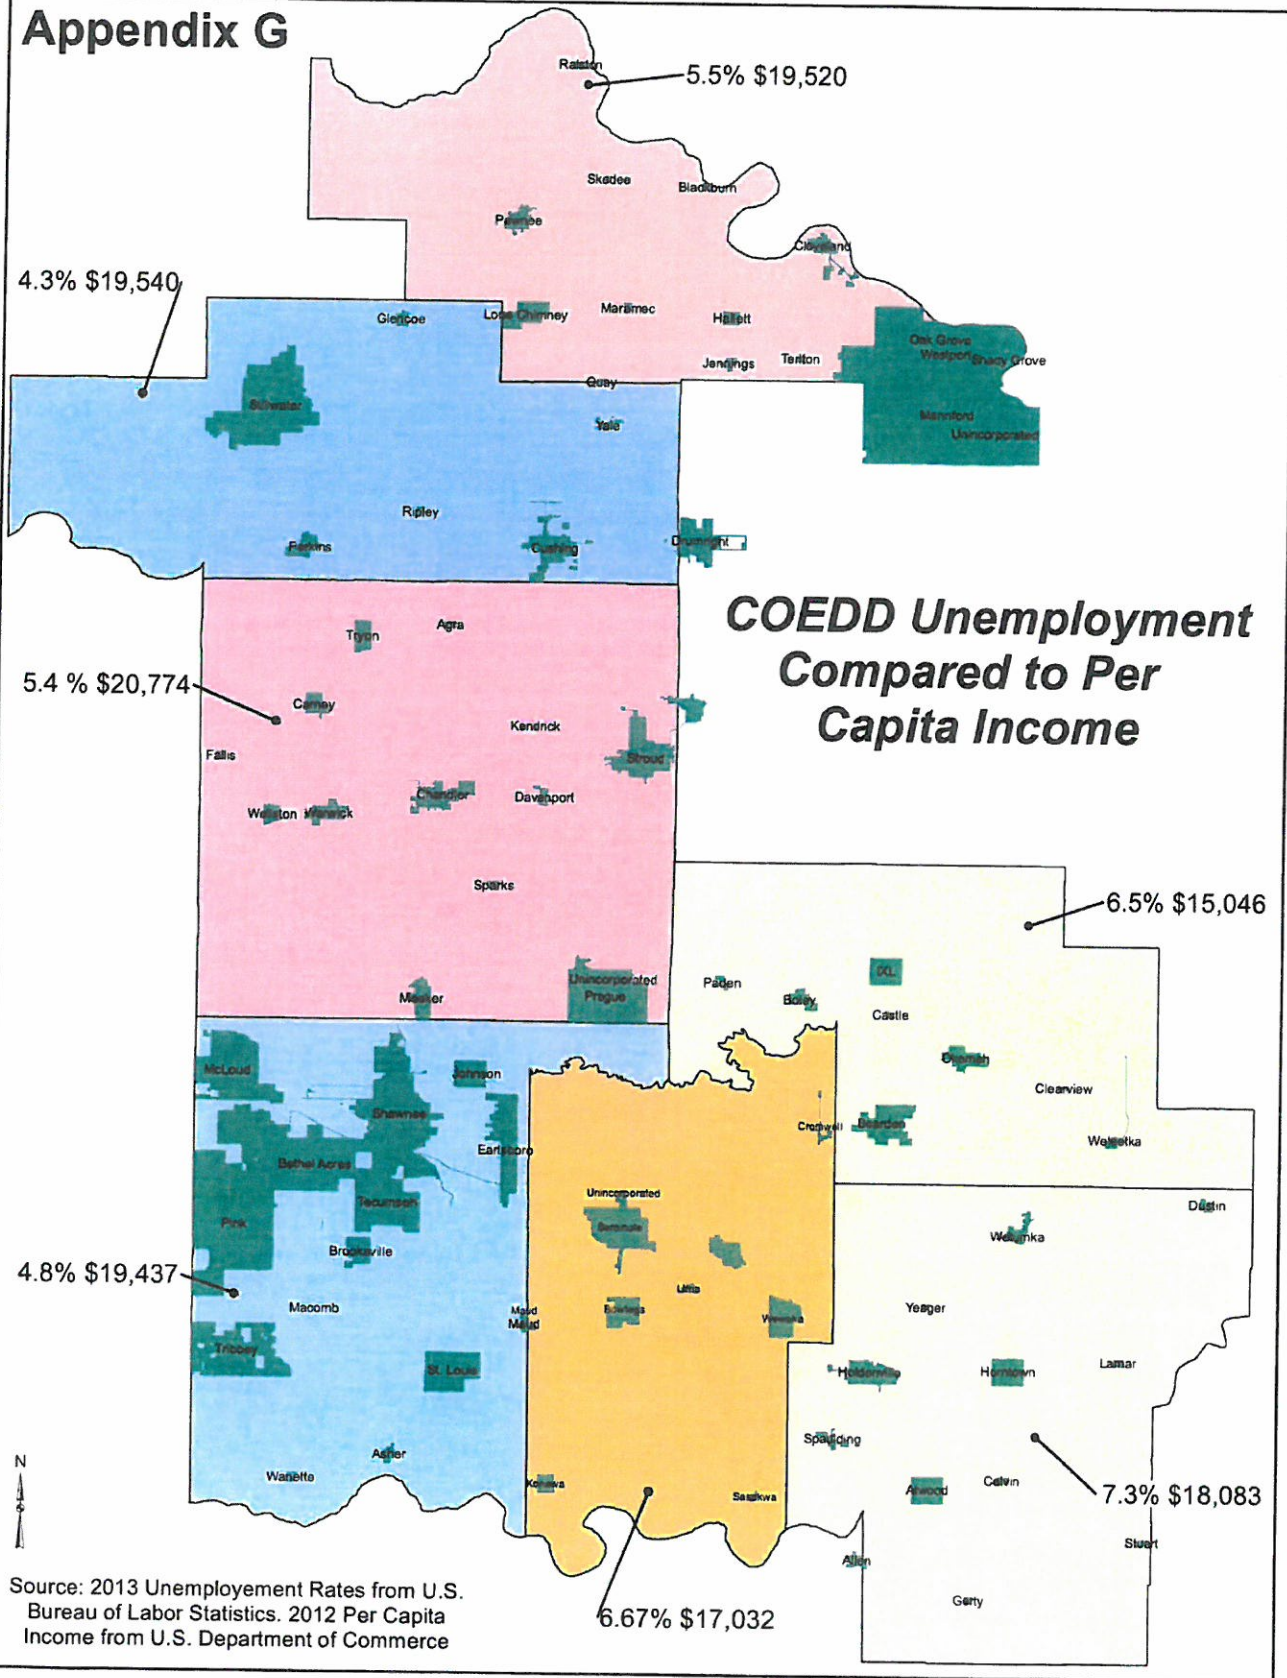 Appendix G
Ralston
5.5% $19,520
Skedee
Blackburn
Pawnee
Cleveland
4.3% $19,540
Glencoe
Lone Chimney
Maramec
Hallett
Oak Grove
Westport
Shady Grove
Jennings
Terlton
Quay
Stillwater
Yale
Mannford
Unincorporated
Ripley
Perkins
Cushing
Drumright
COEDD Unemployment
Compared to Per
Capita Income
Tryon
Agra
5.4 % $20,774
Carney
Kendrick
Fallis
Stroud
Chandler
Davenport
Wellston
Warwick
Sparks
6.5% $15,046
Unincorporated
Prague
Meeker
Paden
Boley
IXL
Castle
Okemah
Clearview
McLoud
Johnson
Shawnee
Cromwell
Bearden
Weleetka
Earlsboro
Bethel Acres
Tecumseh
Unincorporated
Seminole
Pink
Dustin
Wetumka
Brooksville
4.8% $19,437
Macomb
Maud
Maud
Little
Bowlegs
Wewoka
Yeager
Tribbey
St. Louis
Holdenville
Horntown
Lamar
Spaulding
Asher
Wanette
Konawa
Sasakwa
Atwood
Calvin
7.3% $18,083
N
Stuart
Allen
Gerty
6.67% $17,032
Source: 2013 Unemployement Rates from U.S.
Bureau of Labor Statistics. 2012 Per Capita
Income from U.S. Department of Commerce